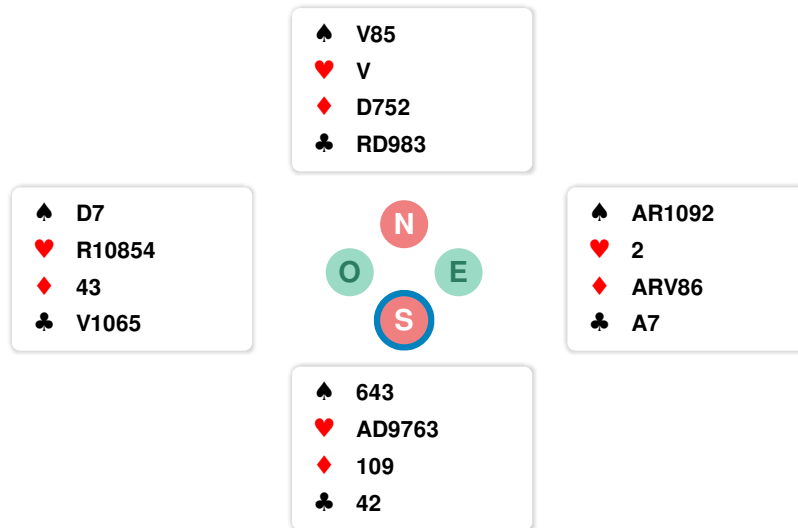 ♠ V85
♥ V
♦ D752
♣ RD983
♠ D7
♥ R10854
♦ 43
♣ V1065
N
O E
S
♠ AR1092
♥ 2
♦ ARV86
♣ A7
♠ 643
♥ AD9763
♦ 109
♣ 42